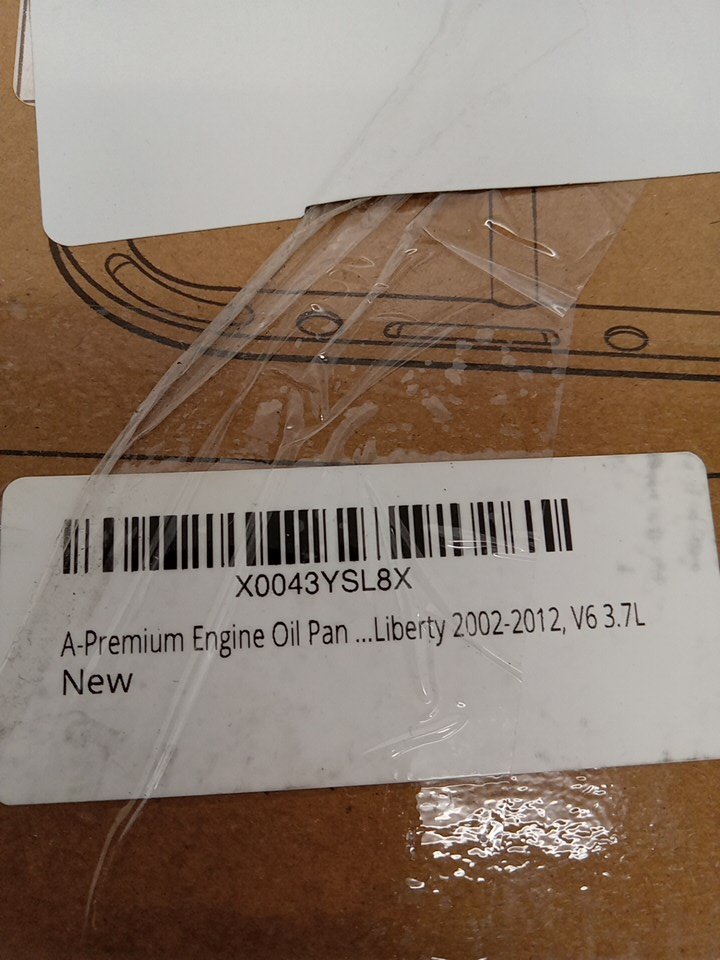 X0043YSL8X
A-Premium Engine Oil Pan ...Liberty 2002-2012, V6 3.7L
New